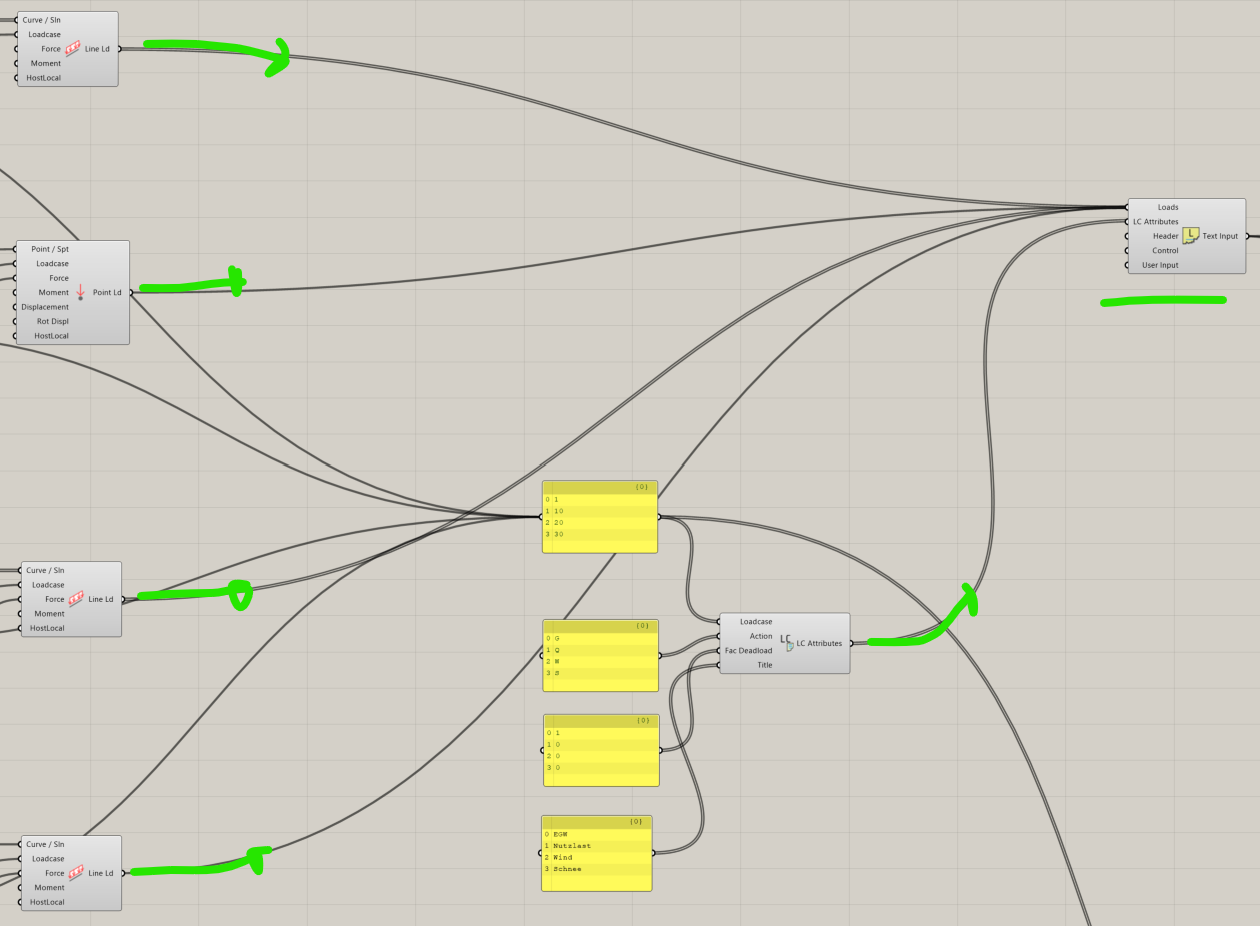 Curve / Sln
Loadcase
Force Line Ld
Moment
HostLocal
Loads
LC Attributes
Header Text Input
Control
User Input
Point / Spt
Loadcase
Force
Moment Point Ld
Displacement
Rot Displ
HostLocal
{0}
0 1
1 10
2 20
3 30
Curve / Sln
Loadcase
Force Line Ld
Moment
HostLocal
{0}
0 G
1 Q
2 W
3 S
Loadcase
Action LC
Fac Deadload LC Attributes
Title
{0}
0 1
1 0
2 0
3 0
{0}
0 EGW
1 Nutzlast
2 Wind
3 Schnee
Curve / Sln
Loadcase
Force Line Ld
Moment
HostLocal